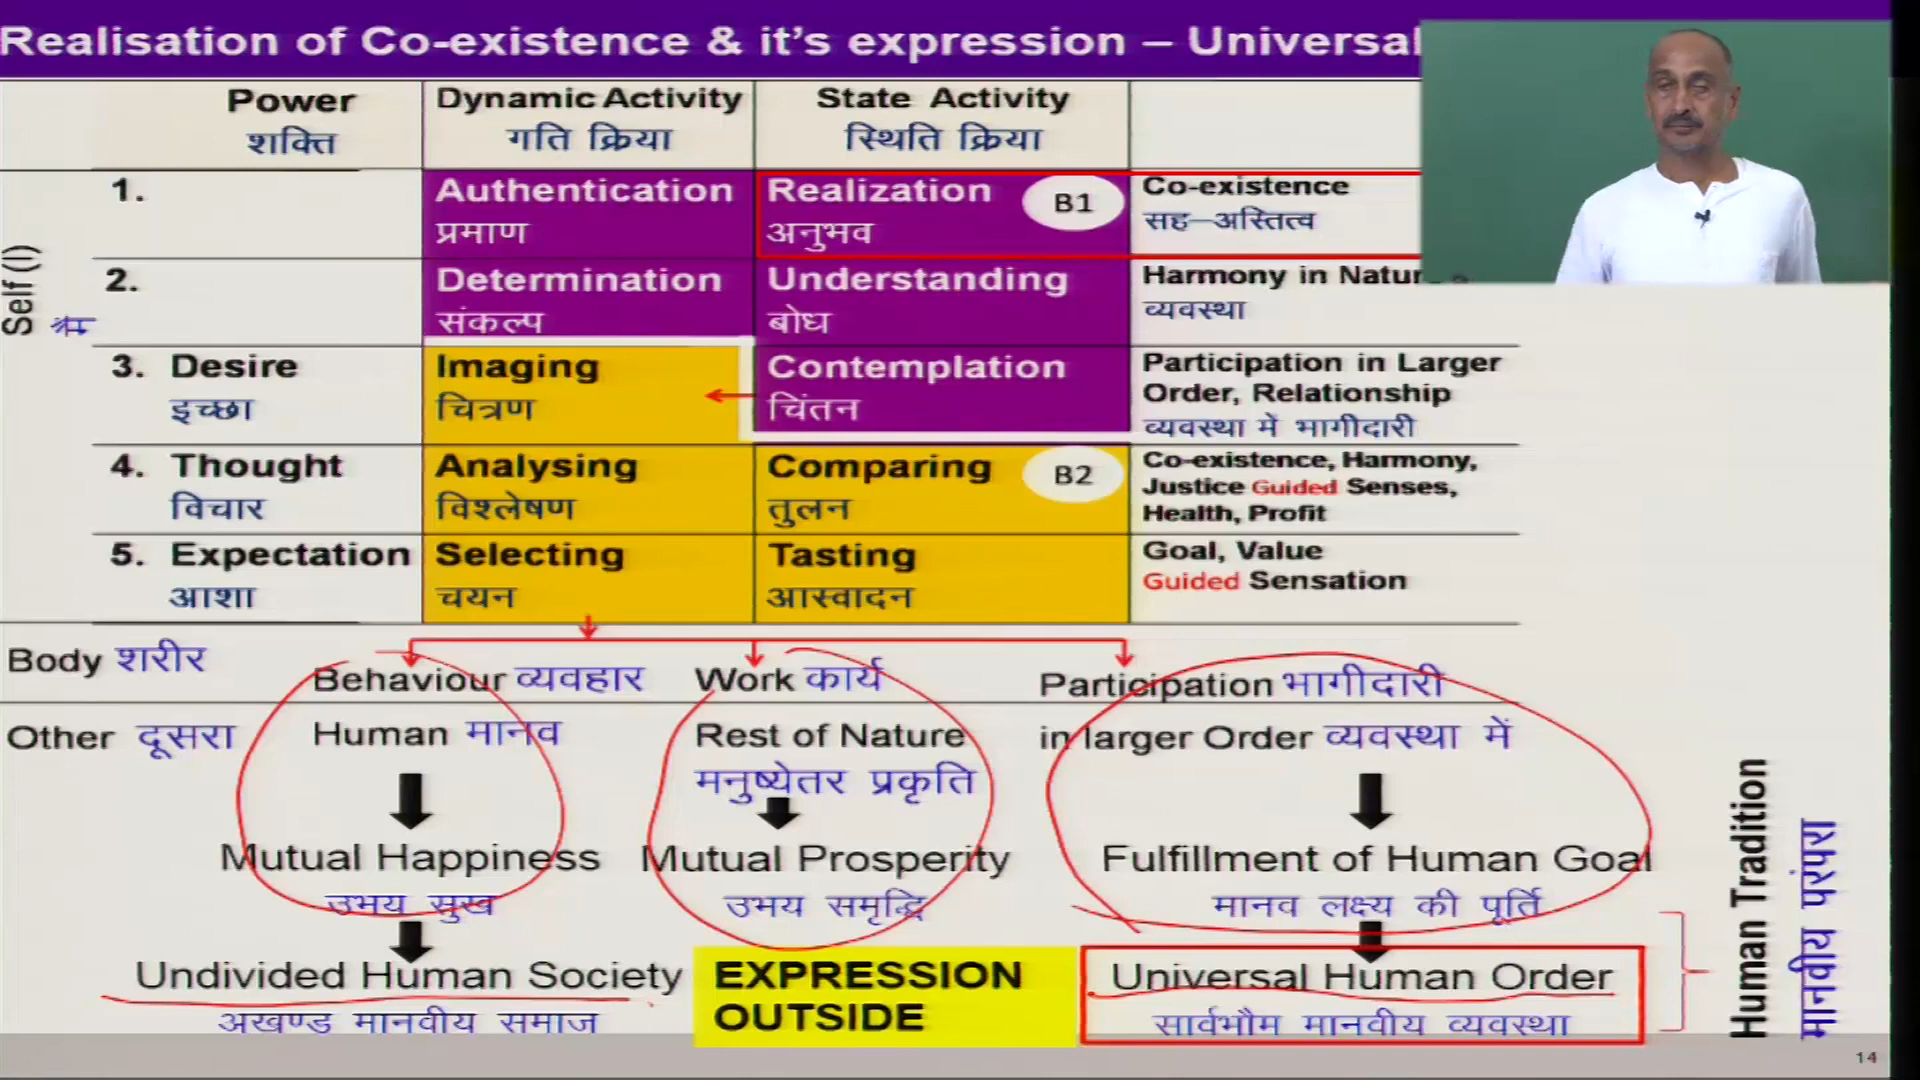 Realisation of Co-existence & it's expression – Universal
Power
शक्ति
Dynamic Activity
गति क्रिया
State Activity
स्थिति क्रिया
Self (I)
मैं
1.
Authentication
प्रमाण
Realization
अनुभव
B1
Co-existence
सह–अस्तित्व
2.
Determination
संकल्प
Understanding
बोध
Harmony in Nature
व्यवस्था
3. Desire
इच्छा
Imaging
चित्रण
Contemplation
चिंतन
Participation in Larger
Order, Relationship
व्यवस्था में भागीदारी
4. Thought
विचार
Analysing
विश्लेषण
Comparing
तुलन
B2
Co-existence, Harmony,
Justice Guided Senses,
Health, Profit
5. Expectation
आशा
Selecting
चयन
Tasting
आस्वादन
Goal, Value
Guided Sensation
Body शरीर
Behaviour व्यवहार
Work कार्य
Participation भागीदारी
Other दूसरा
Human मानव
Rest of Nature
मनुष्येतर प्रकृति
in larger Order व्यवस्था में
Mutual Happiness
उभय सुख
Mutual Prosperity
उभय समृद्धि
Fulfillment of Human Goal
मानव लक्ष्य की पूर्ति
Undivided Human Society
अखण्ड मानवीय समाज
EXPRESSION
OUTSIDE
Universal Human Order
सार्वभौम मानवीय व्यवस्था
Human Tradition
मानवीय परंपरा
14